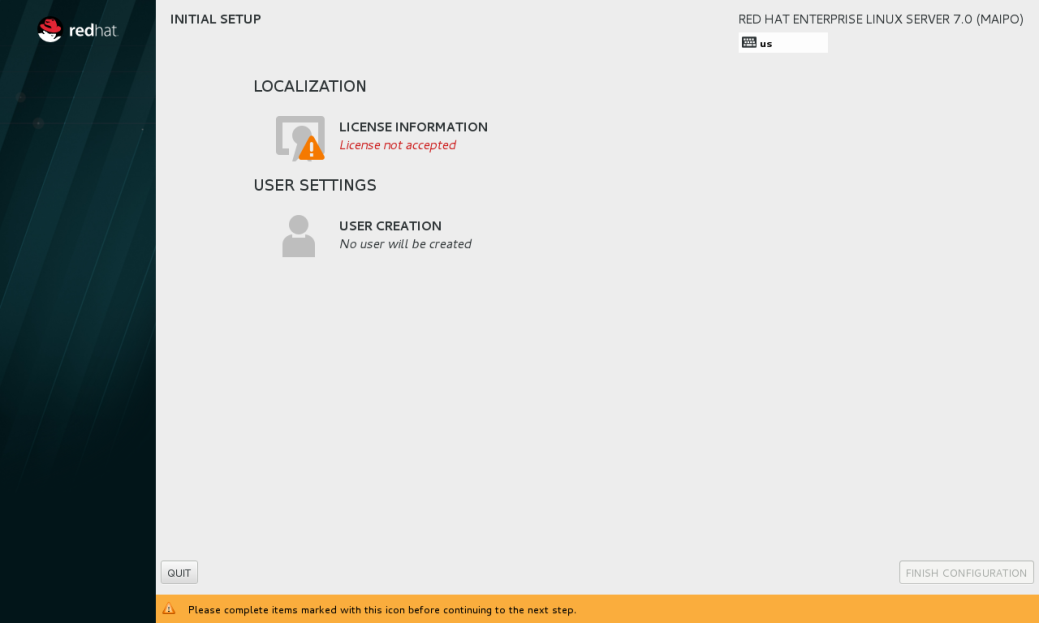 redhat
INITIAL SETUP
RED HAT ENTERPRISE LINUX SERVER 7.0 (MAIPO)
us
LOCALIZATION
LICENSE INFORMATION
License not accepted
USER SETTINGS
USER CREATION
No user will be created
QUIT
FINISH CONFIGURATION
Please complete items marked with this icon before continuing to the next step.